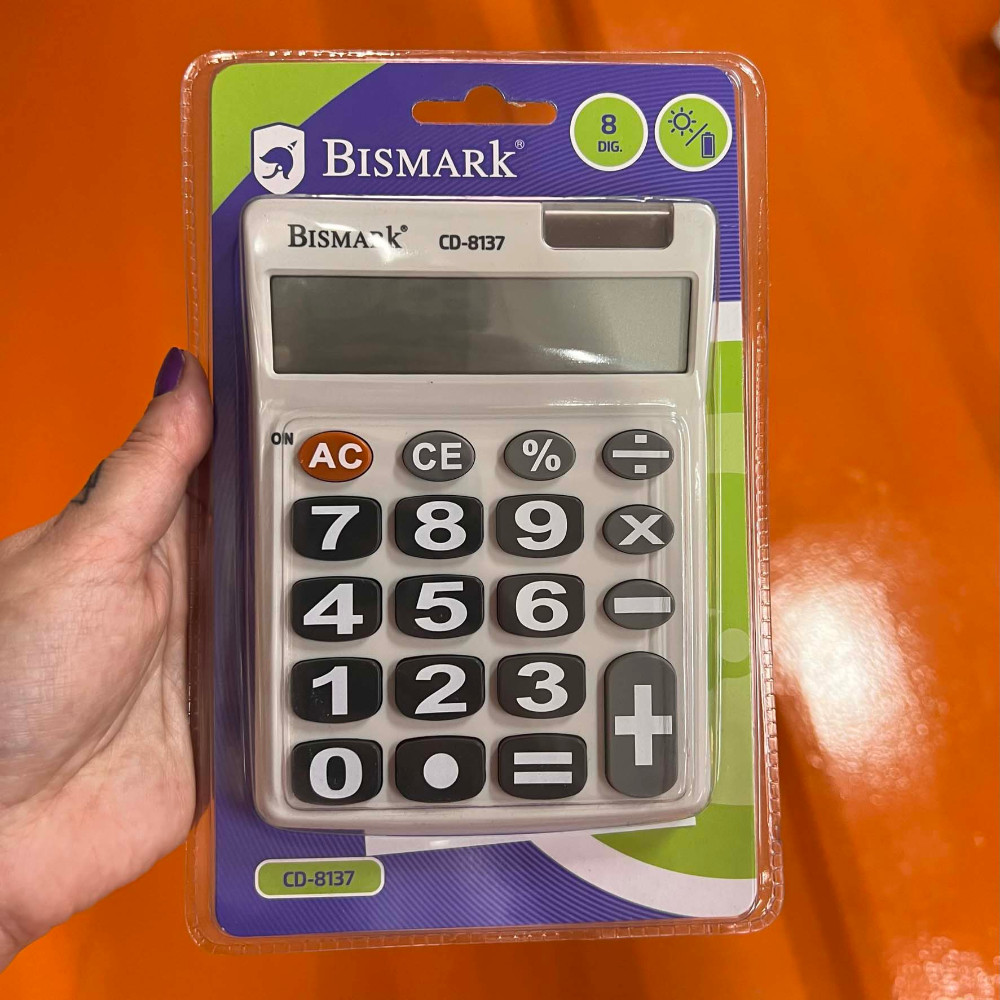 BISMARk®
8
DIG.
BISMARk® CD-8137
ON AC CE % ÷
7 8 9 X
4 5 6 −
1 2 3 +
0 • =
CD-8137